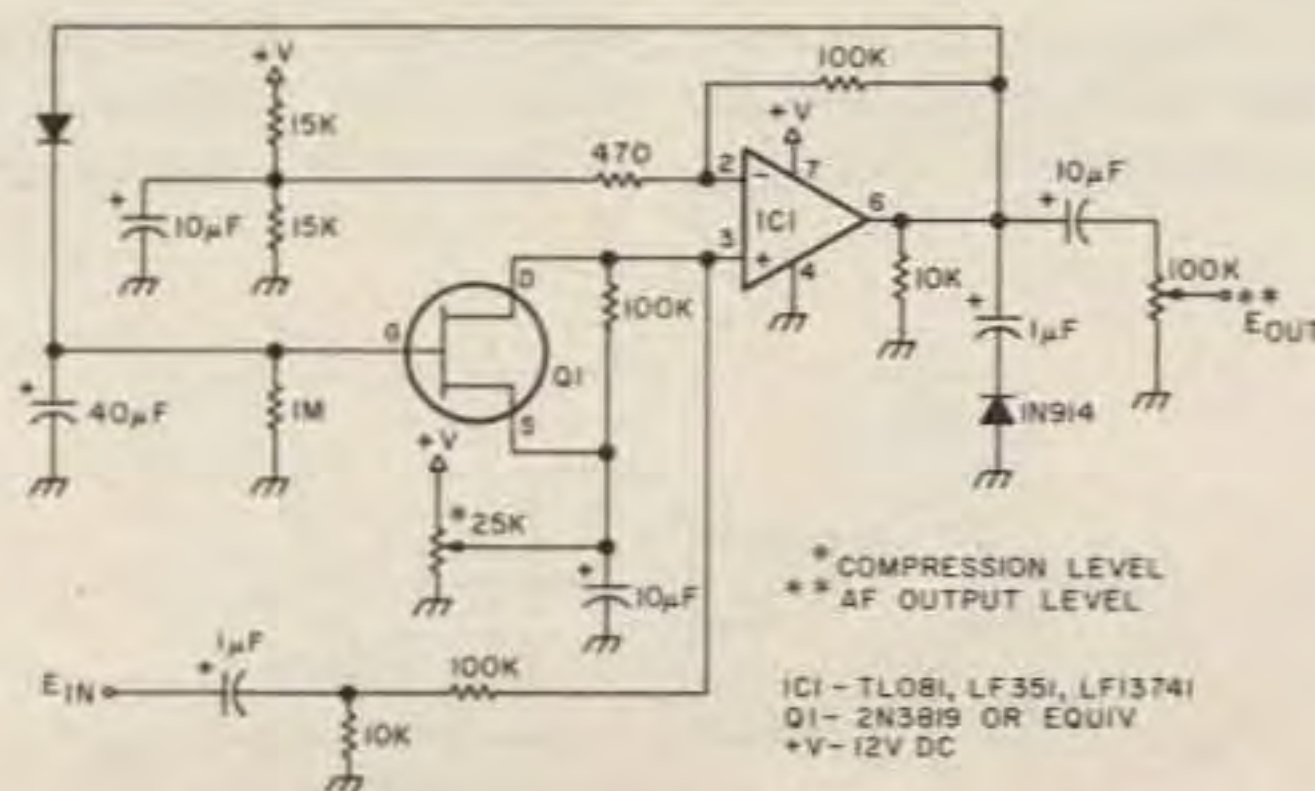 +V
100K
15K
+V
470
2
7
10µF
+
10µF
15K
-
IC1
6
+
3
+
4
D
100K
10K
100K
**
+
1µF
EOUT
G
Q1
+
40µF
1M
S
1N914
+V
*25K
*COMPRESSION LEVEL
**AF OUTPUT LEVEL
+
10µF
1µF
+
100K
EIN
IC1-TL081, LF351, LF13741
Q1- 2N3819 OR EQUIV
+V-12V DC
10K